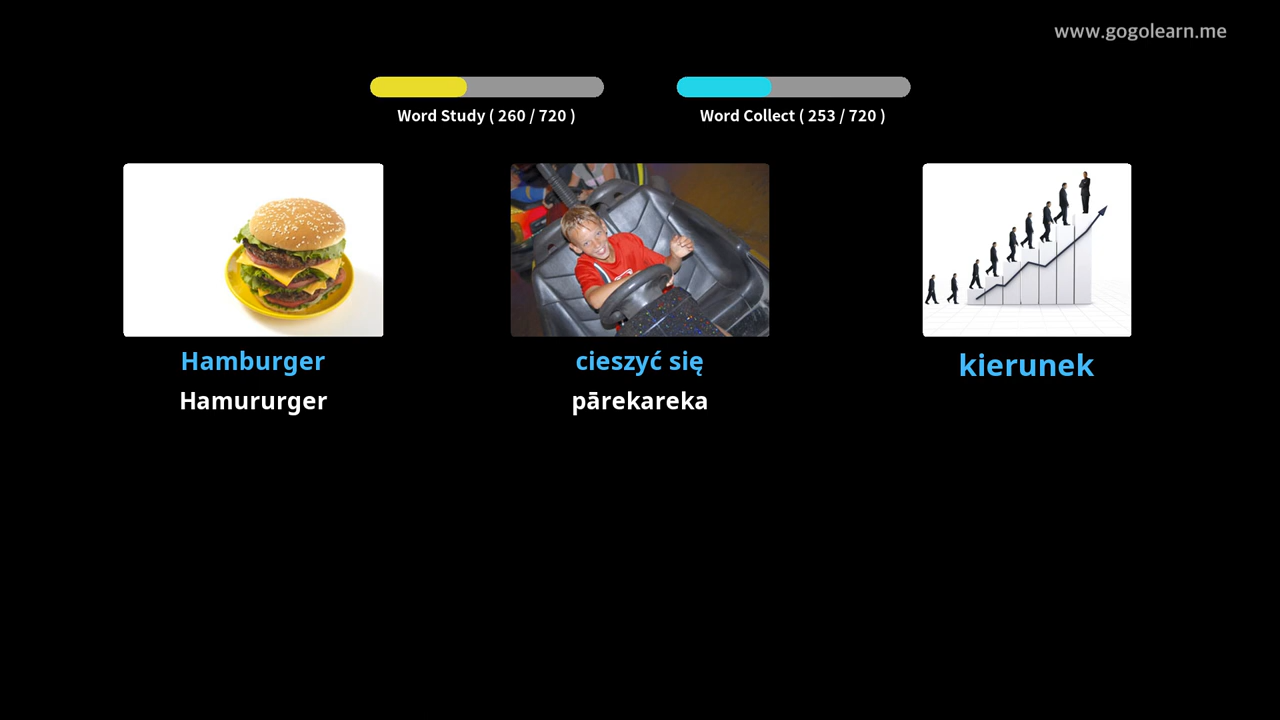 www.gogolearn.me
Word Study ( 260 / 720 )
Word Collect ( 253 / 720 )
Hamburger
Hamururger
cieszyć się
pārekareka
kierunek